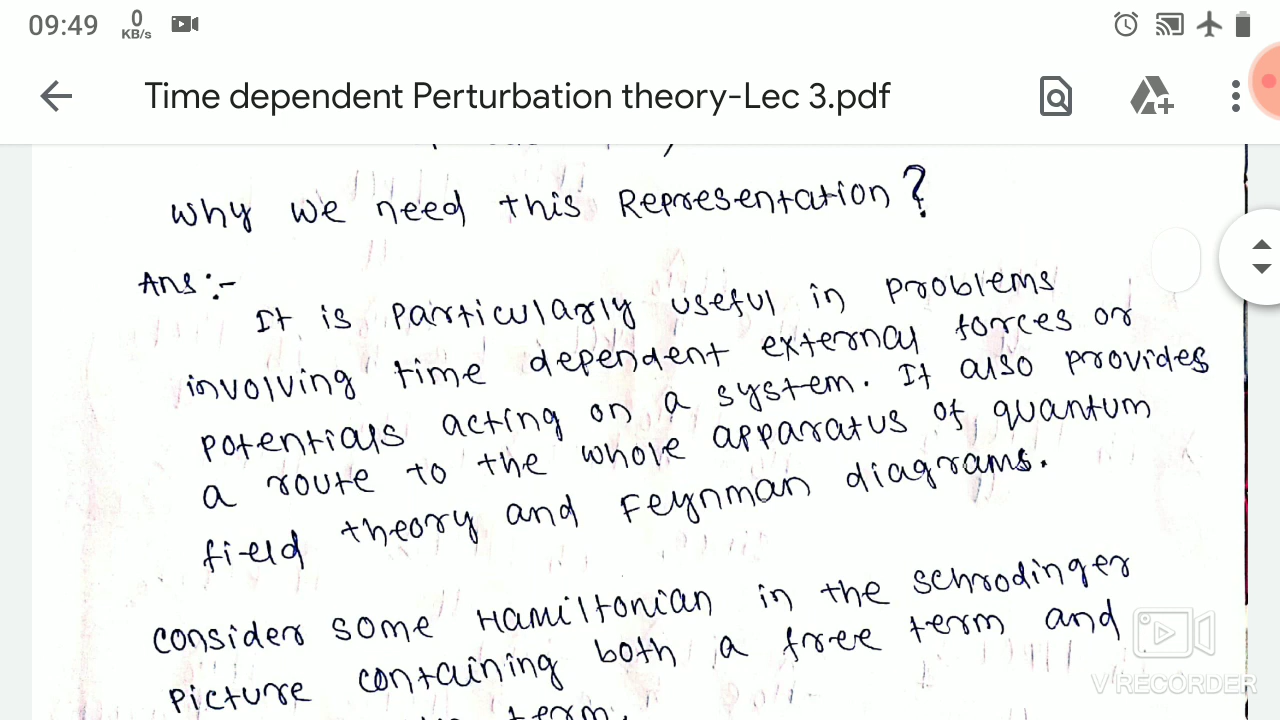 09:49 0 KB/s
Time dependent Perturbation theory-Lec 3.pdf
Why we need this Representation?
Ans :-
It is particularly useful in problems
involving time dependent external forces or
potentials acting on a system. It also provides
a route to the whole apparatus of quantum
field theory and Feynman diagrams.
Consider some Hamiltonian in the schrodinger
picture containing both a free term and
term.
V RECORDER